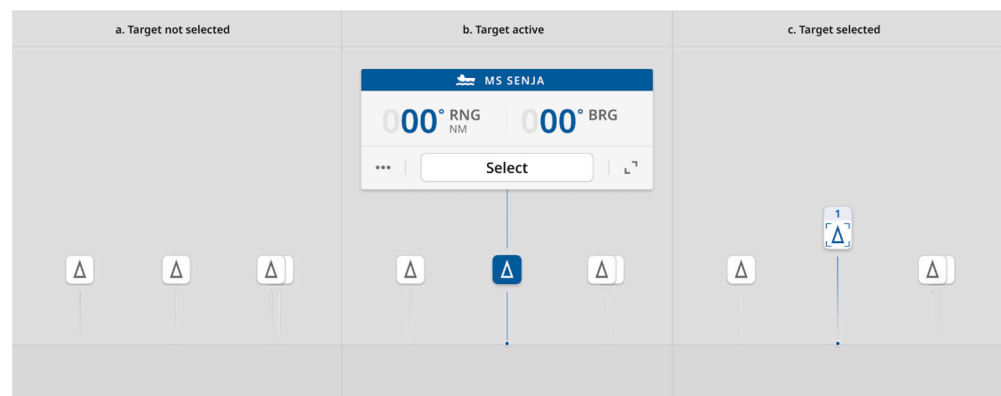 a. Target not selected
b. Target active
c. Target selected
MS SENJA
000° RNG NM
000° BRG
Select
1